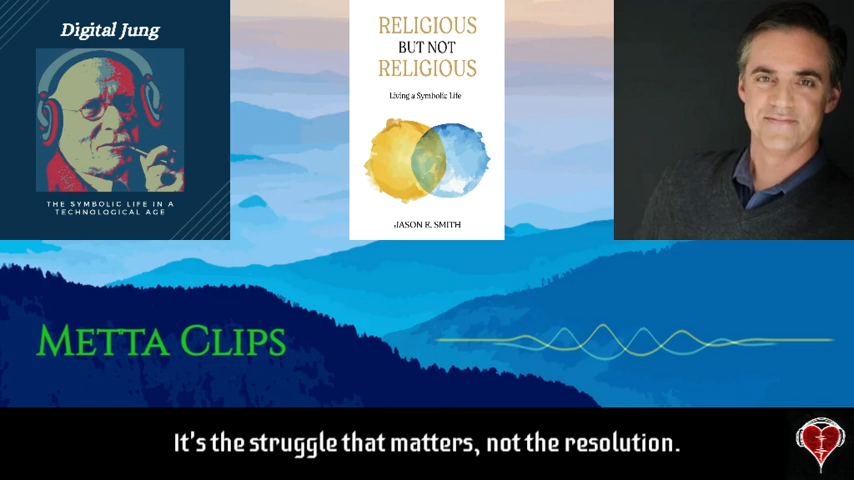 Digital Jung
THE SYMBOLIC LIFE IN A
TECHNOLOGICAL AGE
RELIGIOUS
BUT NOT
RELIGIOUS
Living a Symbolic Life
JASON E. SMITH
METTA CLIPS
It's the struggle that matters, not the resolution.